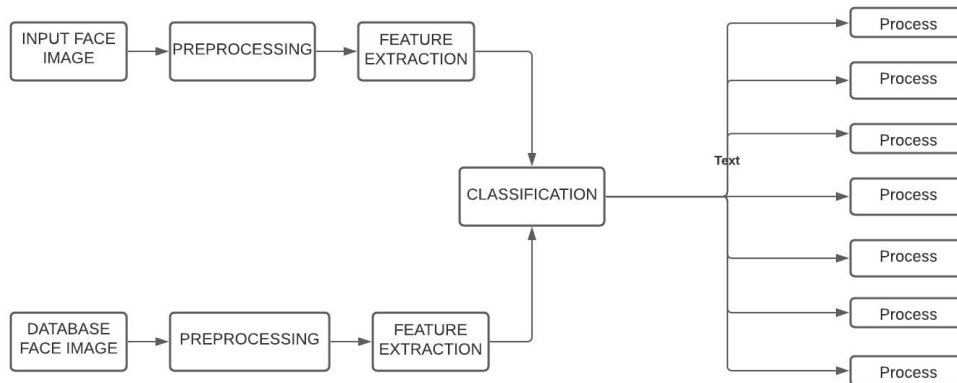 INPUT FACE
IMAGE
PREPROCESSING
FEATURE
EXTRACTION
CLASSIFICATION
DATABASE
FACE IMAGE
PREPROCESSING
FEATURE
EXTRACTION
Text
Process
Process
Process
Process
Process
Process
Process